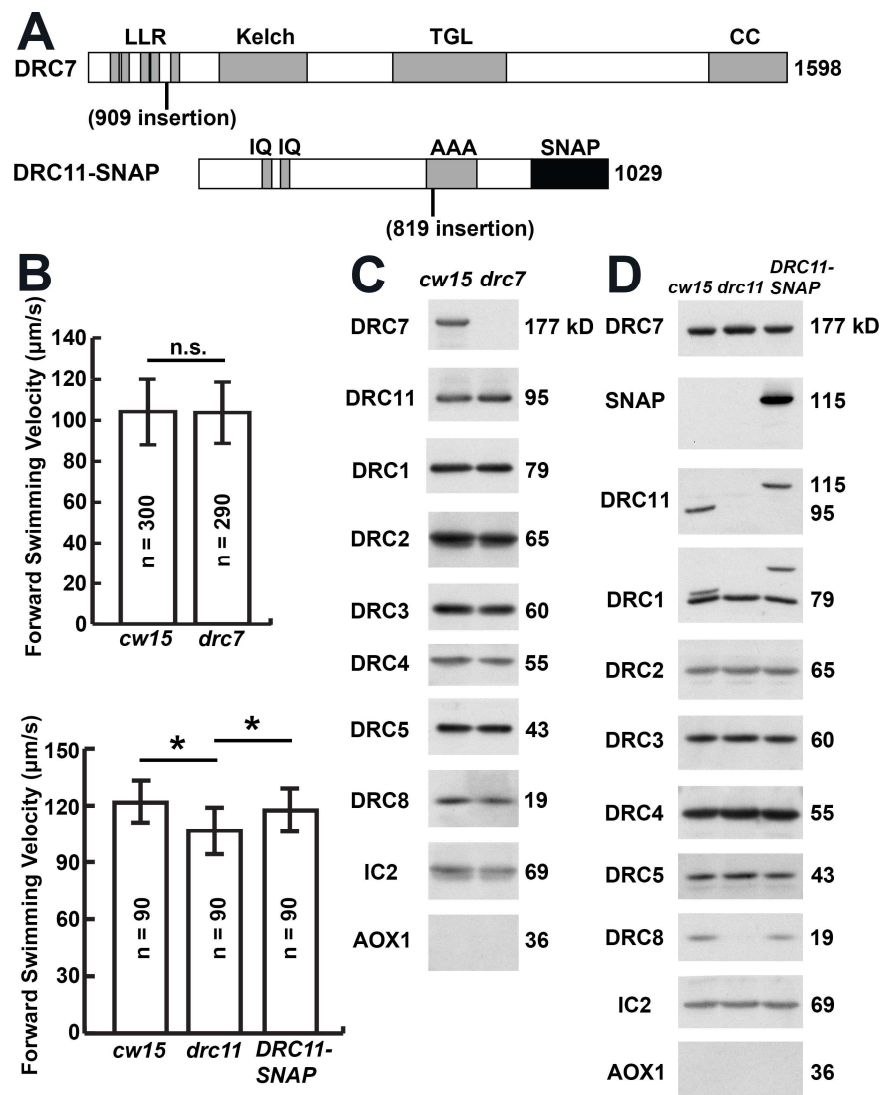 A
LLR Kelch TGL CC
DRC7 1598
(909 insertion)
IQ IQ AAA SNAP
DRC11-SNAP 1029
(819 insertion)
B
Forward Swimming Velocity (µm/s)
140
120
100
80
60
40
20
0
n.s.
n = 300
n = 290
cw15 drc7
Forward Swimming Velocity (µm/s)
150
120
90
60
30
0
* *
n = 90
n = 90
n = 90
cw15 drc11 DRC11-
SNAP
C
cw15 drc7
DRC7 177 kD
DRC11 95
DRC1 79
DRC2 65
DRC3 60
DRC4 55
DRC5 43
DRC8 19
IC2 69
AOX1 36
D
cw15 drc11 DRC11-
SNAP
DRC7 177 kD
SNAP 115
DRC11 115
95
DRC1 79
DRC2 65
DRC3 60
DRC4 55
DRC5 43
DRC8 19
IC2 69
AOX1 36